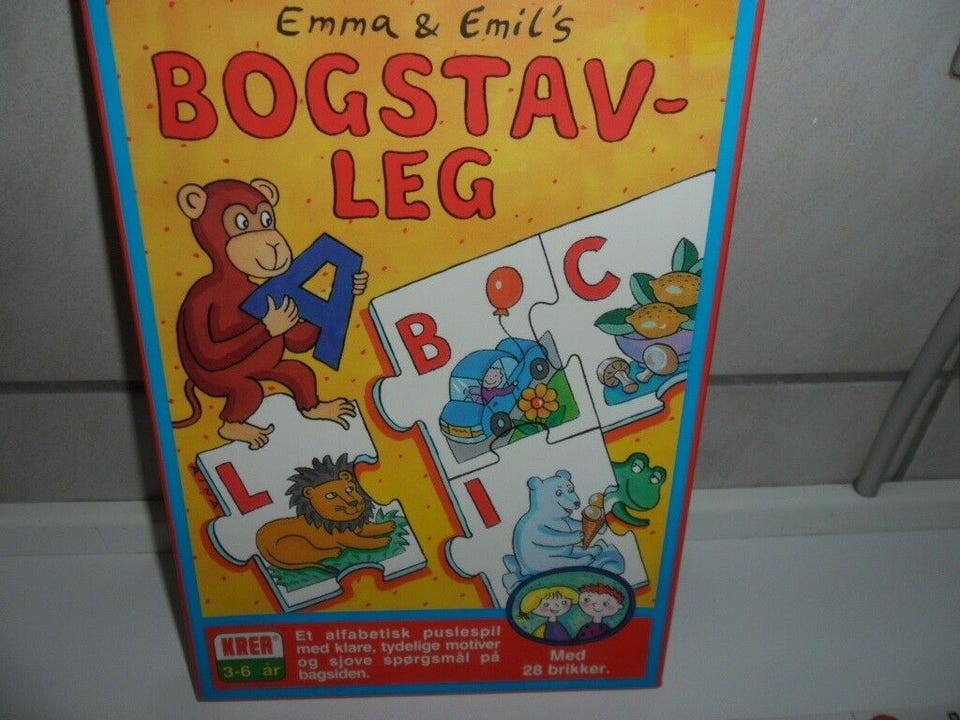 Emma & Emil's
BOGSTAV-
LEG
A
B
C
L
I
KREA
3-6 år
Et alfabetisk puslespil
med klare, tydelige motiver
og sjove spørgsmål på
bagsiden.
Med
28 brikker.